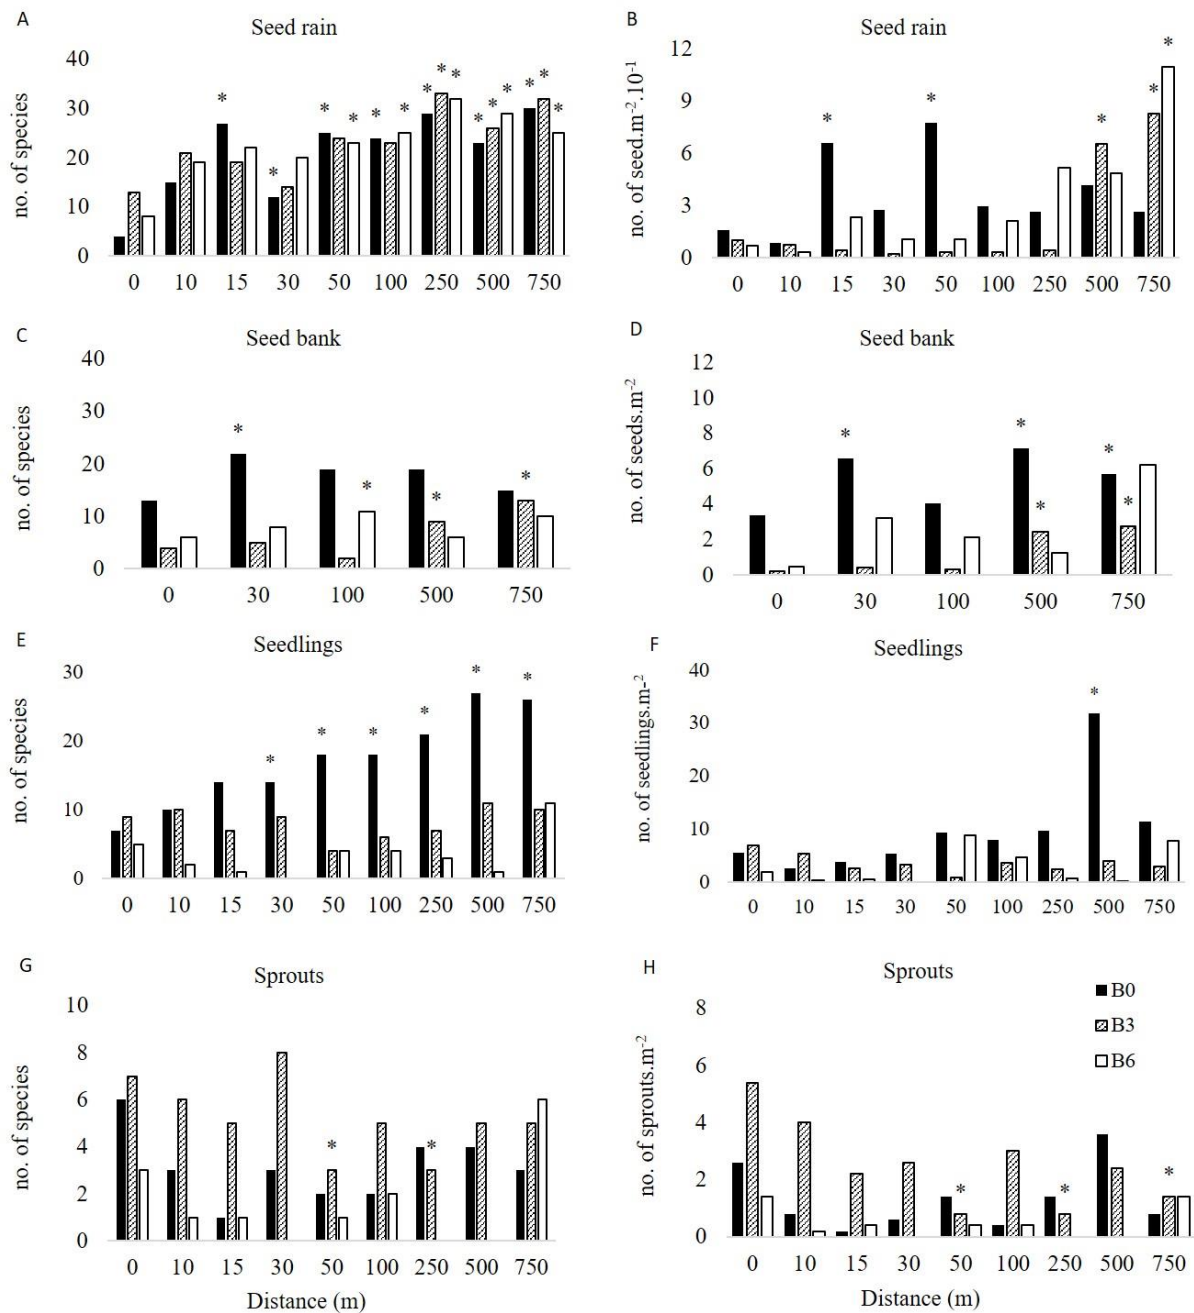 A
Seed rain
no. of species
40
30
20
10
0
* * * * * * * * * * * * * * *
0 10 15 30 50 100 250 500 750
B
Seed rain
no. of seed.m⁻².10⁻¹
12
9
6
3
0
* * * * *
0 10 15 30 50 100 250 500 750
C
Seed bank
no. of species
40
30
20
10
0
* * * *
0 30 100 500 750
D
Seed bank
no. of seeds.m⁻²
12
10
8
6
4
2
0
* * * * *
0 30 100 500 750
E
Seedlings
no. of species
30
20
10
0
* * * * * *
0 10 15 30 50 100 250 500 750
F
Seedlings
no. of seedlings.m-²
40
30
20
10
0
*
0 10 15 30 50 100 250 500 750
G
Sprouts
no. of species
10
8
6
4
2
0
* *
0 10 15 30 50 100 250 500 750
Distance (m)
H
Sprouts
no. of sprouts.m⁻²
8
6
4
2
0
B0
B3
B6
* * *
0 10 15 30 50 100 250 500 750
Distance (m)